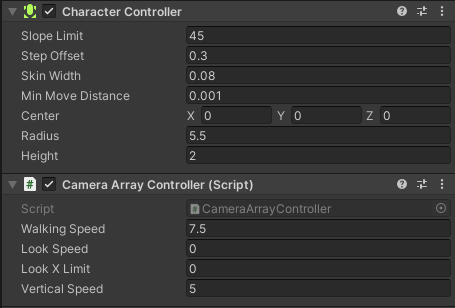 Character Controller
Slope Limit 45
Step Offset 0.3
Skin Width 0.08
Min Move Distance 0.001
Center X 0 Y 0 Z 0
Radius 5.5
Height 2
# Camera Array Controller (Script)
Script # CameraArrayController
Walking Speed 7.5
Look Speed 0
Look X Limit 0
Vertical Speed 5